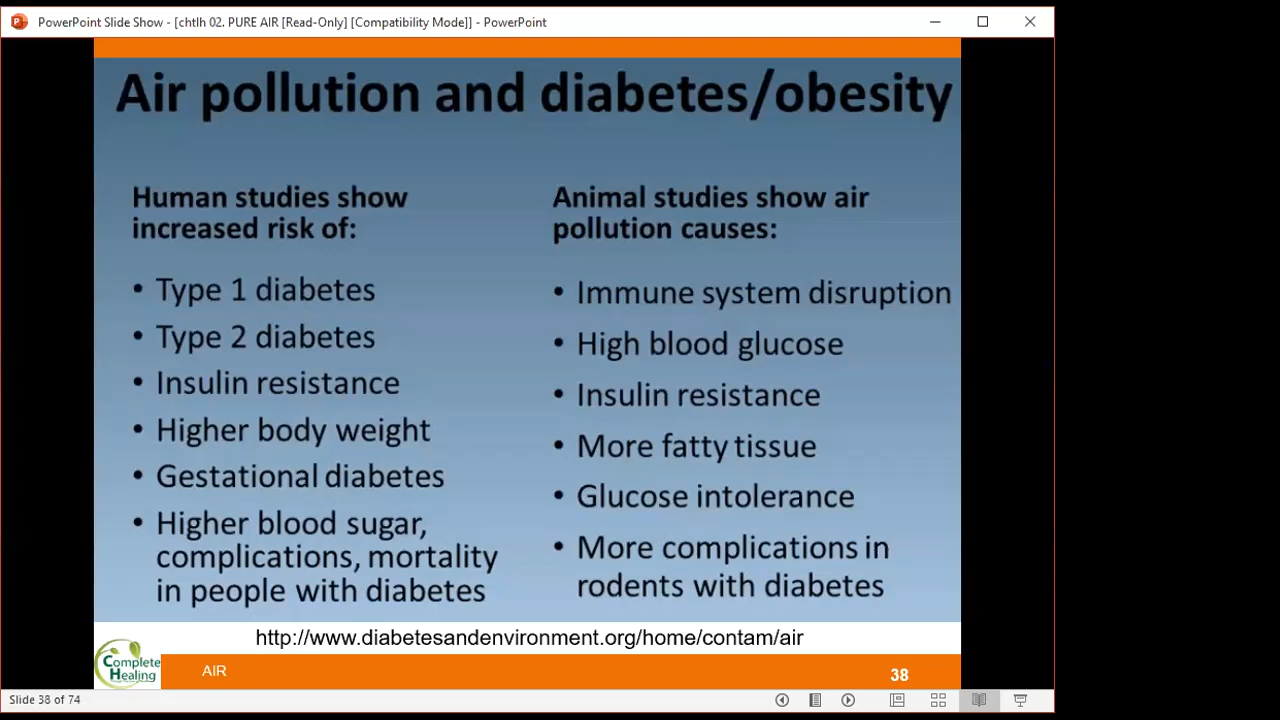 PowerPoint Slide Show - [chtlh 02. PURE AIR [Read-Only] [Compatibility Mode]] - PowerPoint
Air pollution and diabetes/obesity
Human studies show
increased risk of:
• Type 1 diabetes
• Type 2 diabetes
• Insulin resistance
• Higher body weight
• Gestational diabetes
• Higher blood sugar,
complications, mortality
in people with diabetes
Animal studies show air
pollution causes:
• Immune system disruption
• High blood glucose
• Insulin resistance
• More fatty tissue
• Glucose intolerance
• More complications in
rodents with diabetes
http://www.diabetesandenvironment.org/home/contam/air
Complete
Healing
AIR
38
Slide 38 of 74